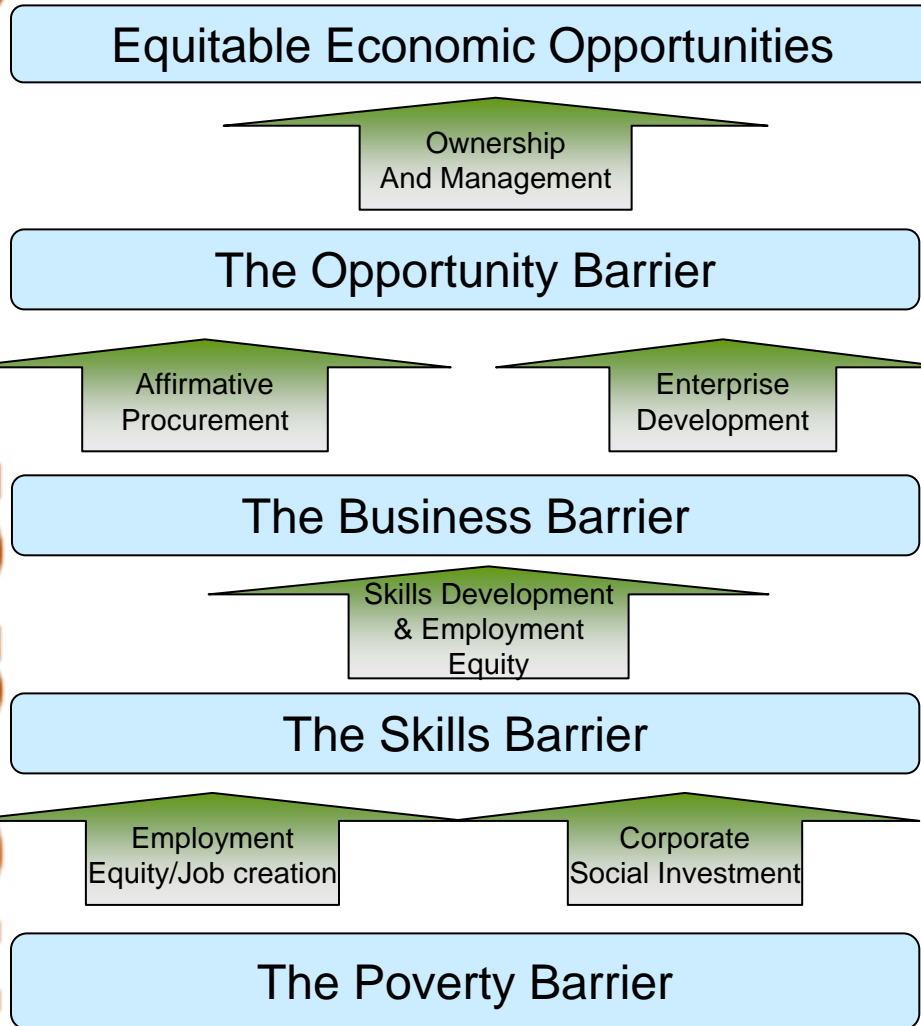 Equitable Economic Opportunities
Ownership
And Management
The Opportunity Barrier
Affirmative
Procurement
Enterprise
Development
The Business Barrier
Skills Development
& Employment
Equity
The Skills Barrier
Employment
Equity/Job creation
Corporate
Social Investment
The Poverty Barrier